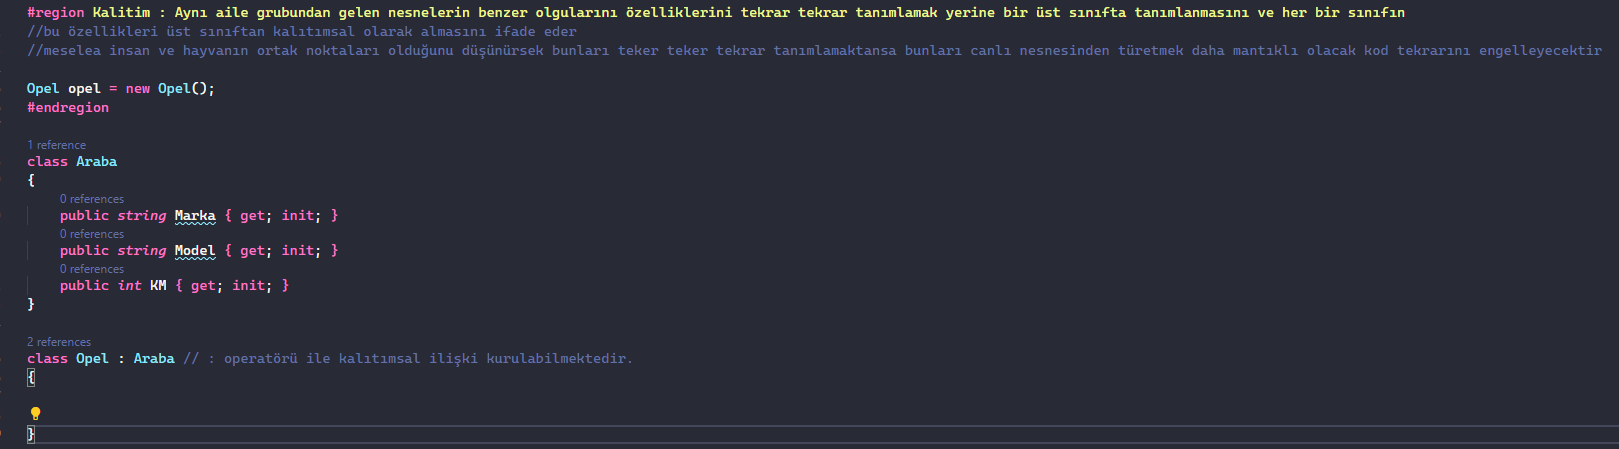 #region Kalitim : Aynı aile grubundan gelen nesnelerin benzer olgularını özelliklerini tekrar tekrar tanımlamak yerine bir üst sınıfta tanımlanmasını ve her bir sınıfın
//bu özellikleri üst sınıftan kalıtımsal olarak almasını ifade eder
//meselea insan ve hayvanın ortak noktaları olduğunu düşünürsek bunları teker teker tekrar tanımlamaktansa bunları canlı nesnesinden türetmek daha mantıklı olacak kod tekrarını engelleyecektir
Opel opel = new Opel();
#endregion
1 reference
class Araba
{
0 references
public string Marka { get; init; }
0 references
public string Model { get; init; }
0 references
public int KM { get; init; }
}
2 references
class Opel : Araba // : operatörü ile kalıtımsal ilişki kurulabilmektedir.
{
}